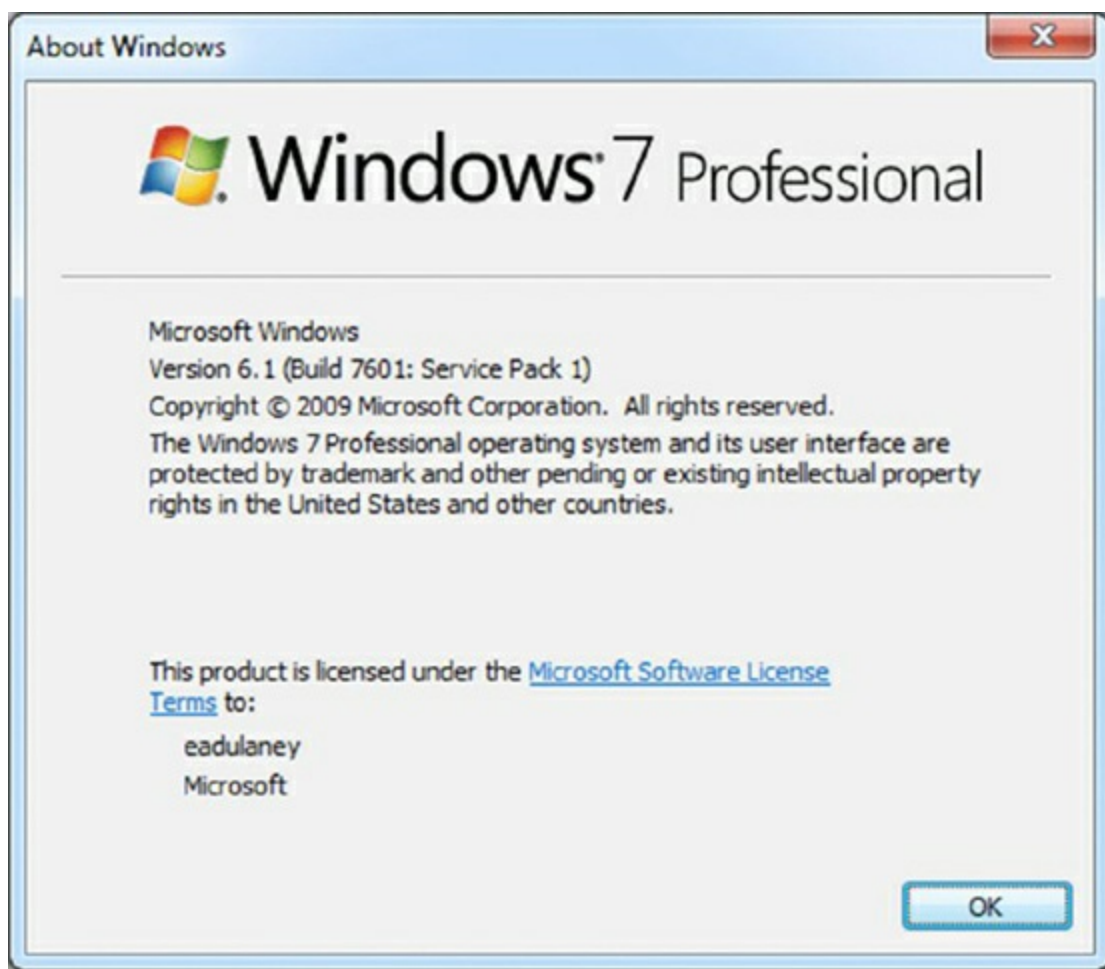 About Windows
Windows 7 Professional
Microsoft Windows
Version 6.1 (Build 7601: Service Pack 1)
Copyright © 2009 Microsoft Corporation. All rights reserved.
The Windows 7 Professional operating system and its user interface are
protected by trademark and other pending or existing intellectual property
rights in the United States and other countries.
This product is licensed under the Microsoft Software License
Terms to:
eadulaney
Microsoft
OK